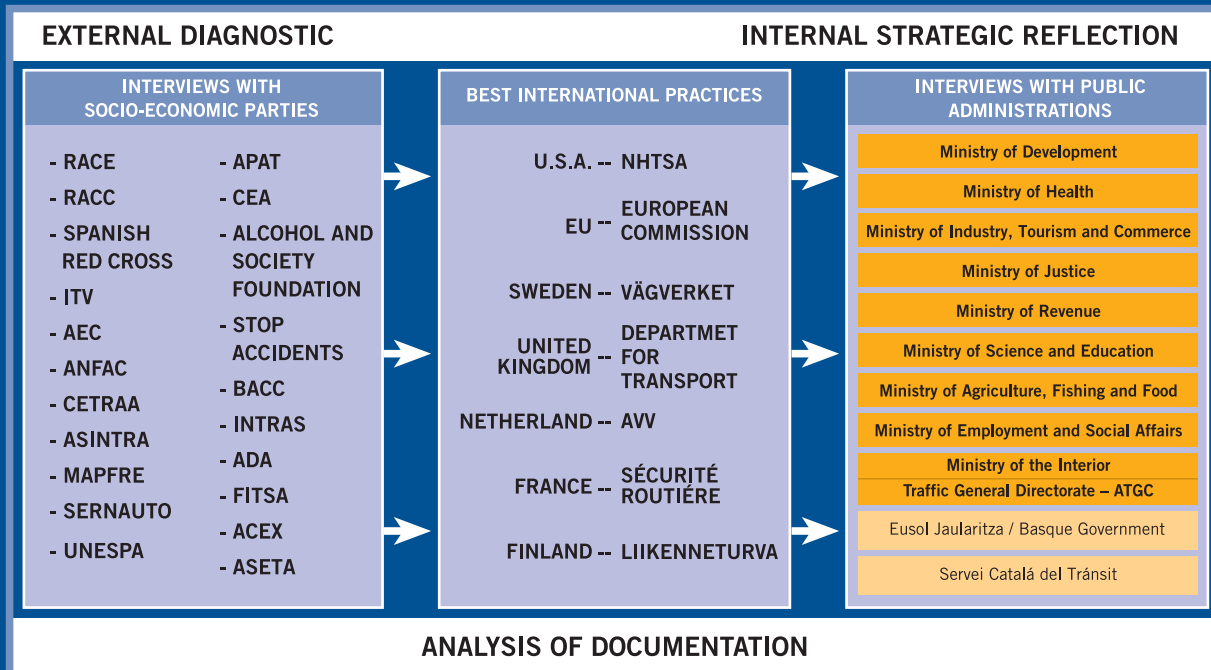 EXTERNAL DIAGNOSTIC
INTERNAL STRATEGIC REFLECTION
INTERVIEWS WITH
SOCIO-ECONOMIC PARTIES
- RACE
- RACC
- SPANISH
RED CROSS
- ITV
- AEC
- ANFAC
- CETRAA
- ASINTRA
- MAPFRE
- SERNAUTO
- UNESPA
- APAT
- CEA
- ALCOHOL AND
SOCIETY
FOUNDATION
- STOP
ACCIDENTS
- BACC
- INTRAS
- ADA
- FITSA
- ACEX
- ASETA
BEST INTERNATIONAL PRACTICES
U.S.A. -- NHTSA
EU -- EUROPEAN
COMMISSION
SWEDEN -- VÄGVERKET
UNITED
KINGDOM -- DEPARTMET
FOR
TRANSPORT
NETHERLAND -- AVV
FRANCE -- SÉCURITÉ
ROUTIÉRE
FINLAND -- LIIKENNETURVA
INTERVIEWS WITH PUBLIC
ADMINISTRATIONS
Ministry of Development
Ministry of Health
Ministry of Industry, Tourism and Commerce
Ministry of Justice
Ministry of Revenue
Ministry of Science and Education
Ministry of Agriculture, Fishing and Food
Ministry of Employment and Social Affairs
Ministry of the Interior
Traffic General Directorate – ATGC
Eusol Jaularitza / Basque Government
Servei Catalá del Tránsit
ANALYSIS OF DOCUMENTATION